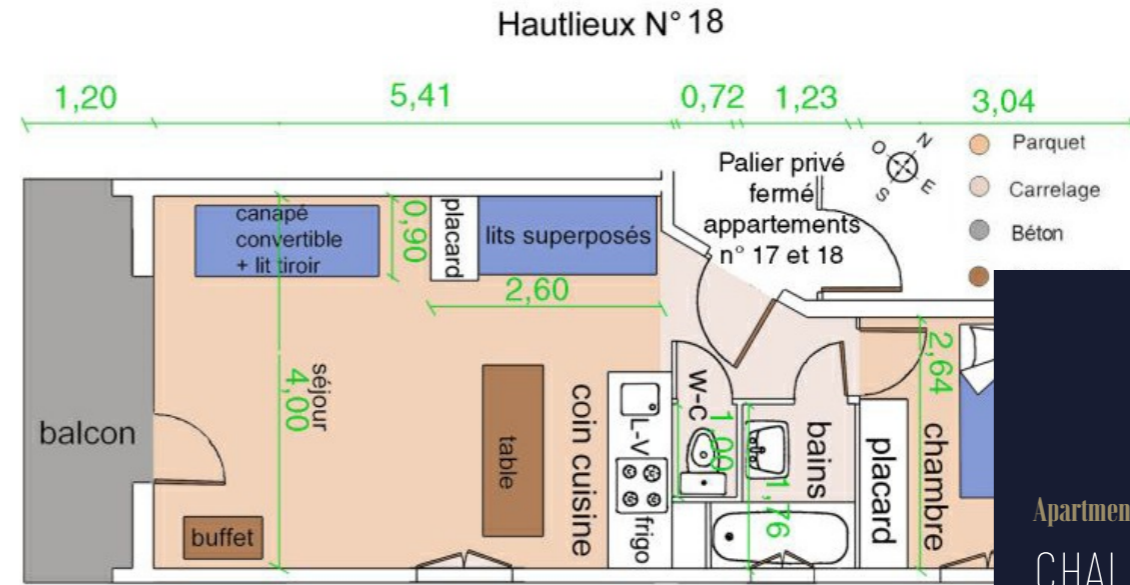 Hautlieux N° 18
1,20
5,41
0,72
1,23
3,04
Palier privé
fermé
appartements
n° 17 et 18
O
N
S
E
Parquet
Carrelage
Béton
canapé
convertible
+ lit tiroir
0,90
placard
lits superposés
2,60
2,64
séjour
4,00
balcon
table
coin cuisine
L-V
frigo
w-c
1,00
bains
1,76
placard
chambre
buffet